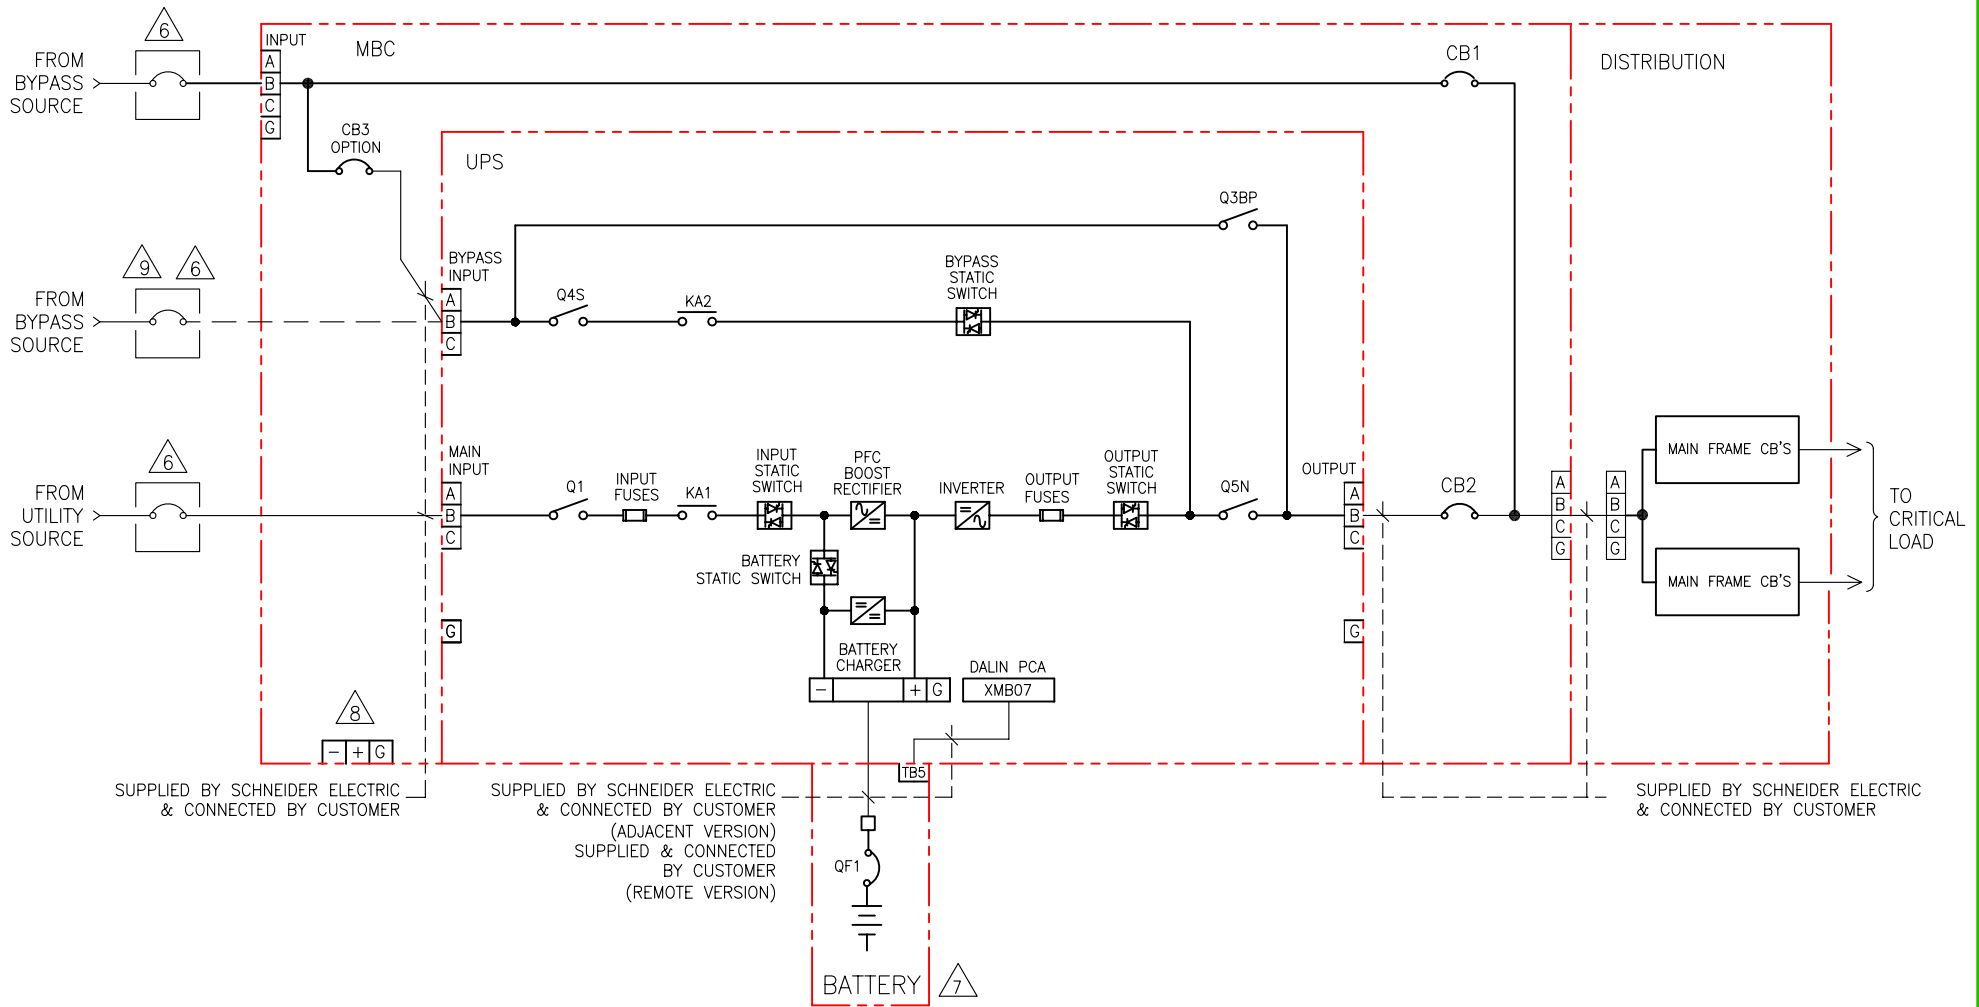 6
INPUT
MBC
CB1
DISTRIBUTION
FROM
BYPASS
SOURCE
A
B
C
G
CB3
OPTION
UPS
Q3BP
9
6
BYPASS
INPUT
BYPASS
STATIC
SWITCH
Q4S
KA2
FROM
BYPASS
SOURCE
A
B
C
6
MAIN
INPUT
INPUT
STATIC
SWITCH
PFC
BOOST
RECTIFIER
OUTPUT
STATIC
SWITCH
OUTPUT
MAIN FRAME CB'S
FROM
UTILITY
SOURCE
A
B
C
Q1
INPUT
FUSES
KA1
INVERTER
OUTPUT
FUSES
Q5N
A
B
C
CB2
A
B
C
G
A
B
C
G
TO
CRITICAL
LOAD
BATTERY
STATIC SWITCH
MAIN FRAME CB'S
G
G
BATTERY
CHARGER
DALIN PCA
- + G
XMB07
8
- + G
TB5
SUPPLIED BY SCHNEIDER ELECTRIC
& CONNECTED BY CUSTOMER
SUPPLIED BY SCHNEIDER ELECTRIC
& CONNECTED BY CUSTOMER
(ADJACENT VERSION)
SUPPLIED & CONNECTED
BY CUSTOMER
(REMOTE VERSION)
SUPPLIED BY SCHNEIDER ELECTRIC
& CONNECTED BY CUSTOMER
QF1
BATTERY
7